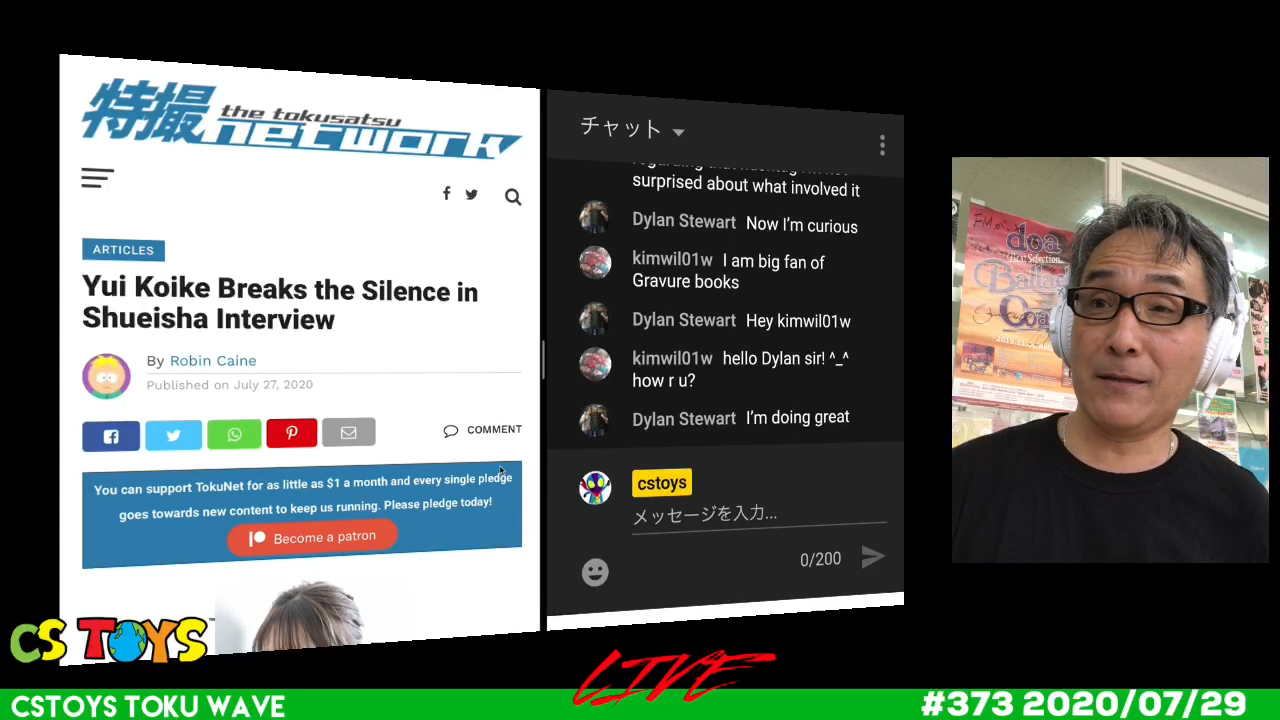 特撮
the tokusatsu
network
ARTICLES
Yui Koike Breaks the Silence in
Shueisha Interview
By Robin Caine
Published on July 27, 2020
COMMENT
You can support TokuNet for as little as $1 a month and every single pledge
goes towards new content to keep us running. Please pledge today!
Become a patron
チャット
surprised about what involved it
Dylan Stewart Now I’m curious
kimwil01w I am big fan of
Gravure books
Dylan Stewart Hey kimwil01w
kimwil01w hello Dylan sir! ^_^
how r u?
Dylan Stewart I’m doing great
cstoys
メッセージを入力...
0/200
doa
Best Selection
Ballad
Coa
CS TOYS
LIVE
CSTOYS TOKU WAVE
#373 2020/07/29